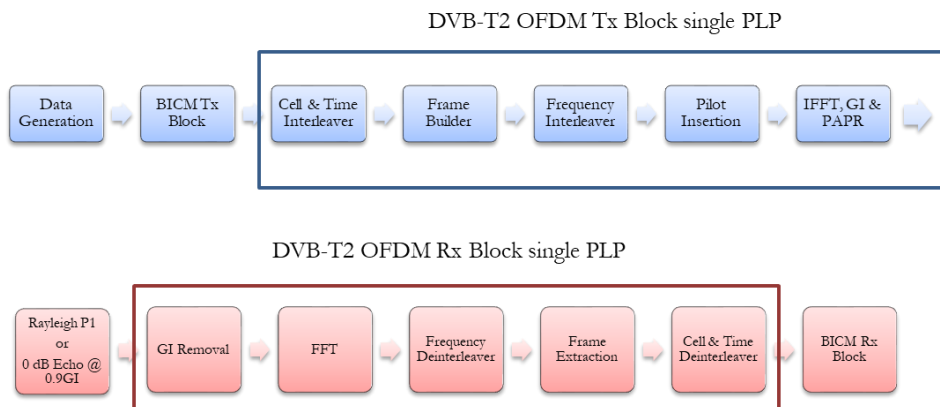 DVB-T2 OFDM Tx Block single PLP
Data
Generation
BICM Tx
Block
Cell & Time
Interleaver
Frame
Builder
Frequency
Interleaver
Pilot
Insertion
IFFT, GI &
PAPR
DVB-T2 OFDM Rx Block single PLP
Rayleigh P1
or
0 dB Echo @
0.9GI
GI Removal
FFT
Frequency
Deinterleaver
Frame
Extraction
Cell & Time
Deinterleaver
BICM Rx
Block